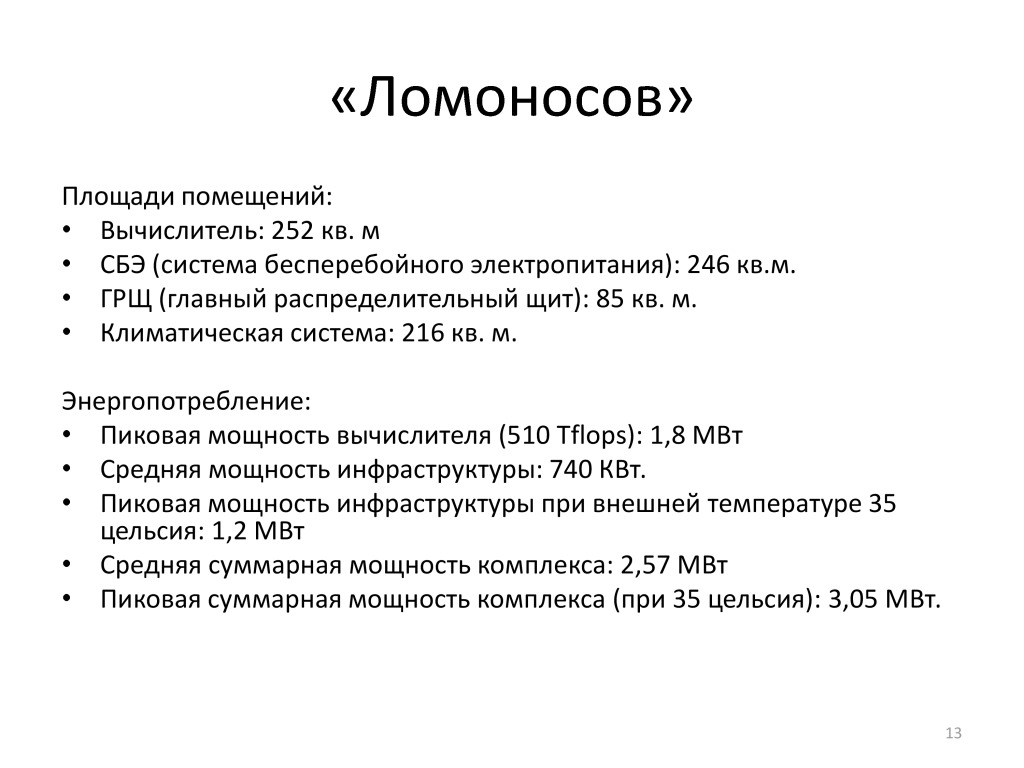 «Ломоносов»
Площади помещений:
• Вычислитель: 252 кв. м
• СБЭ (система бесперебойного электропитания): 246 кв.м.
• ГРЩ (главный распределительный щит): 85 кв. м.
• Климатическая система: 216 кв. м.
Энергопотребление:
• Пиковая мощность вычислителя (510 Tflops): 1,8 МВт
• Средняя мощность инфраструктуры: 740 КВт.
• Пиковая мощность инфраструктуры при внешней температуре 35
цельсия: 1,2 МВт
• Средняя суммарная мощность комплекса: 2,57 МВт
• Пиковая суммарная мощность комплекса (при 35 цельсия): 3,05 МВт.
13